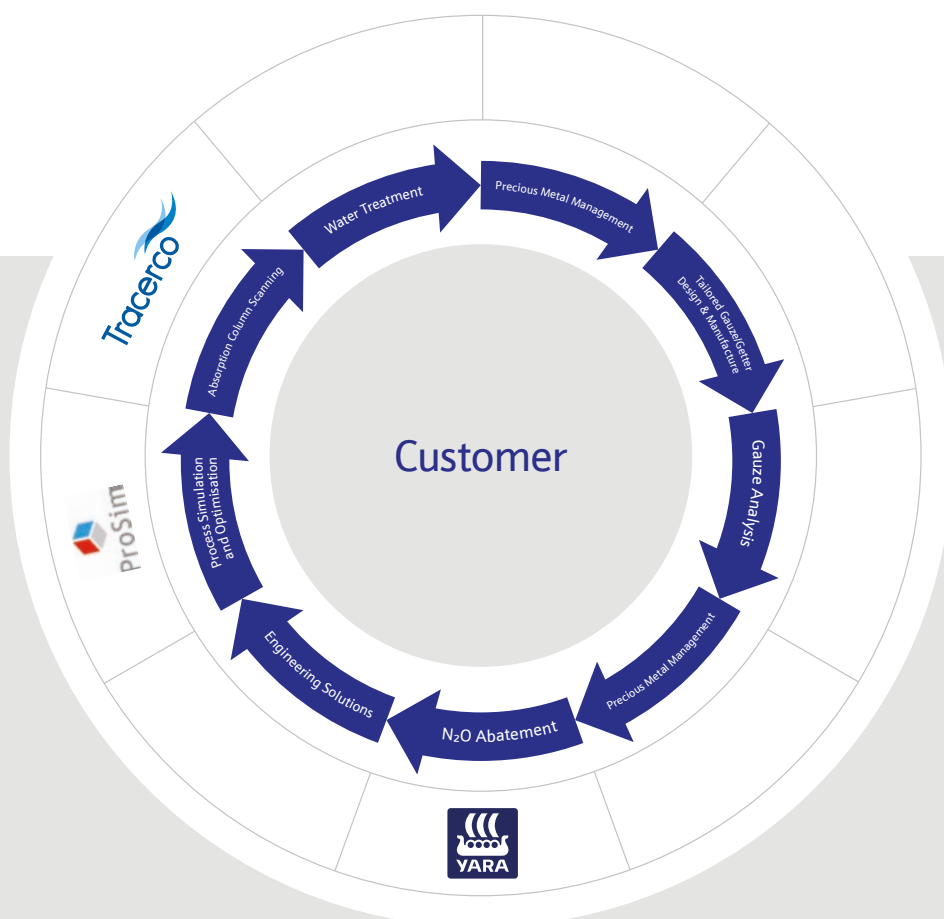 Precious Metal Management
Tailored Gauze/Getter
Design & Manufacture
Gauze Analysis
Precious Metal Management
N₂O Abatement
YARA
Engineering Solutions
Process Simulation
and Optimisation
ProSim
Absorption Column Scanning
Tracerco
Water Treatment
Customer